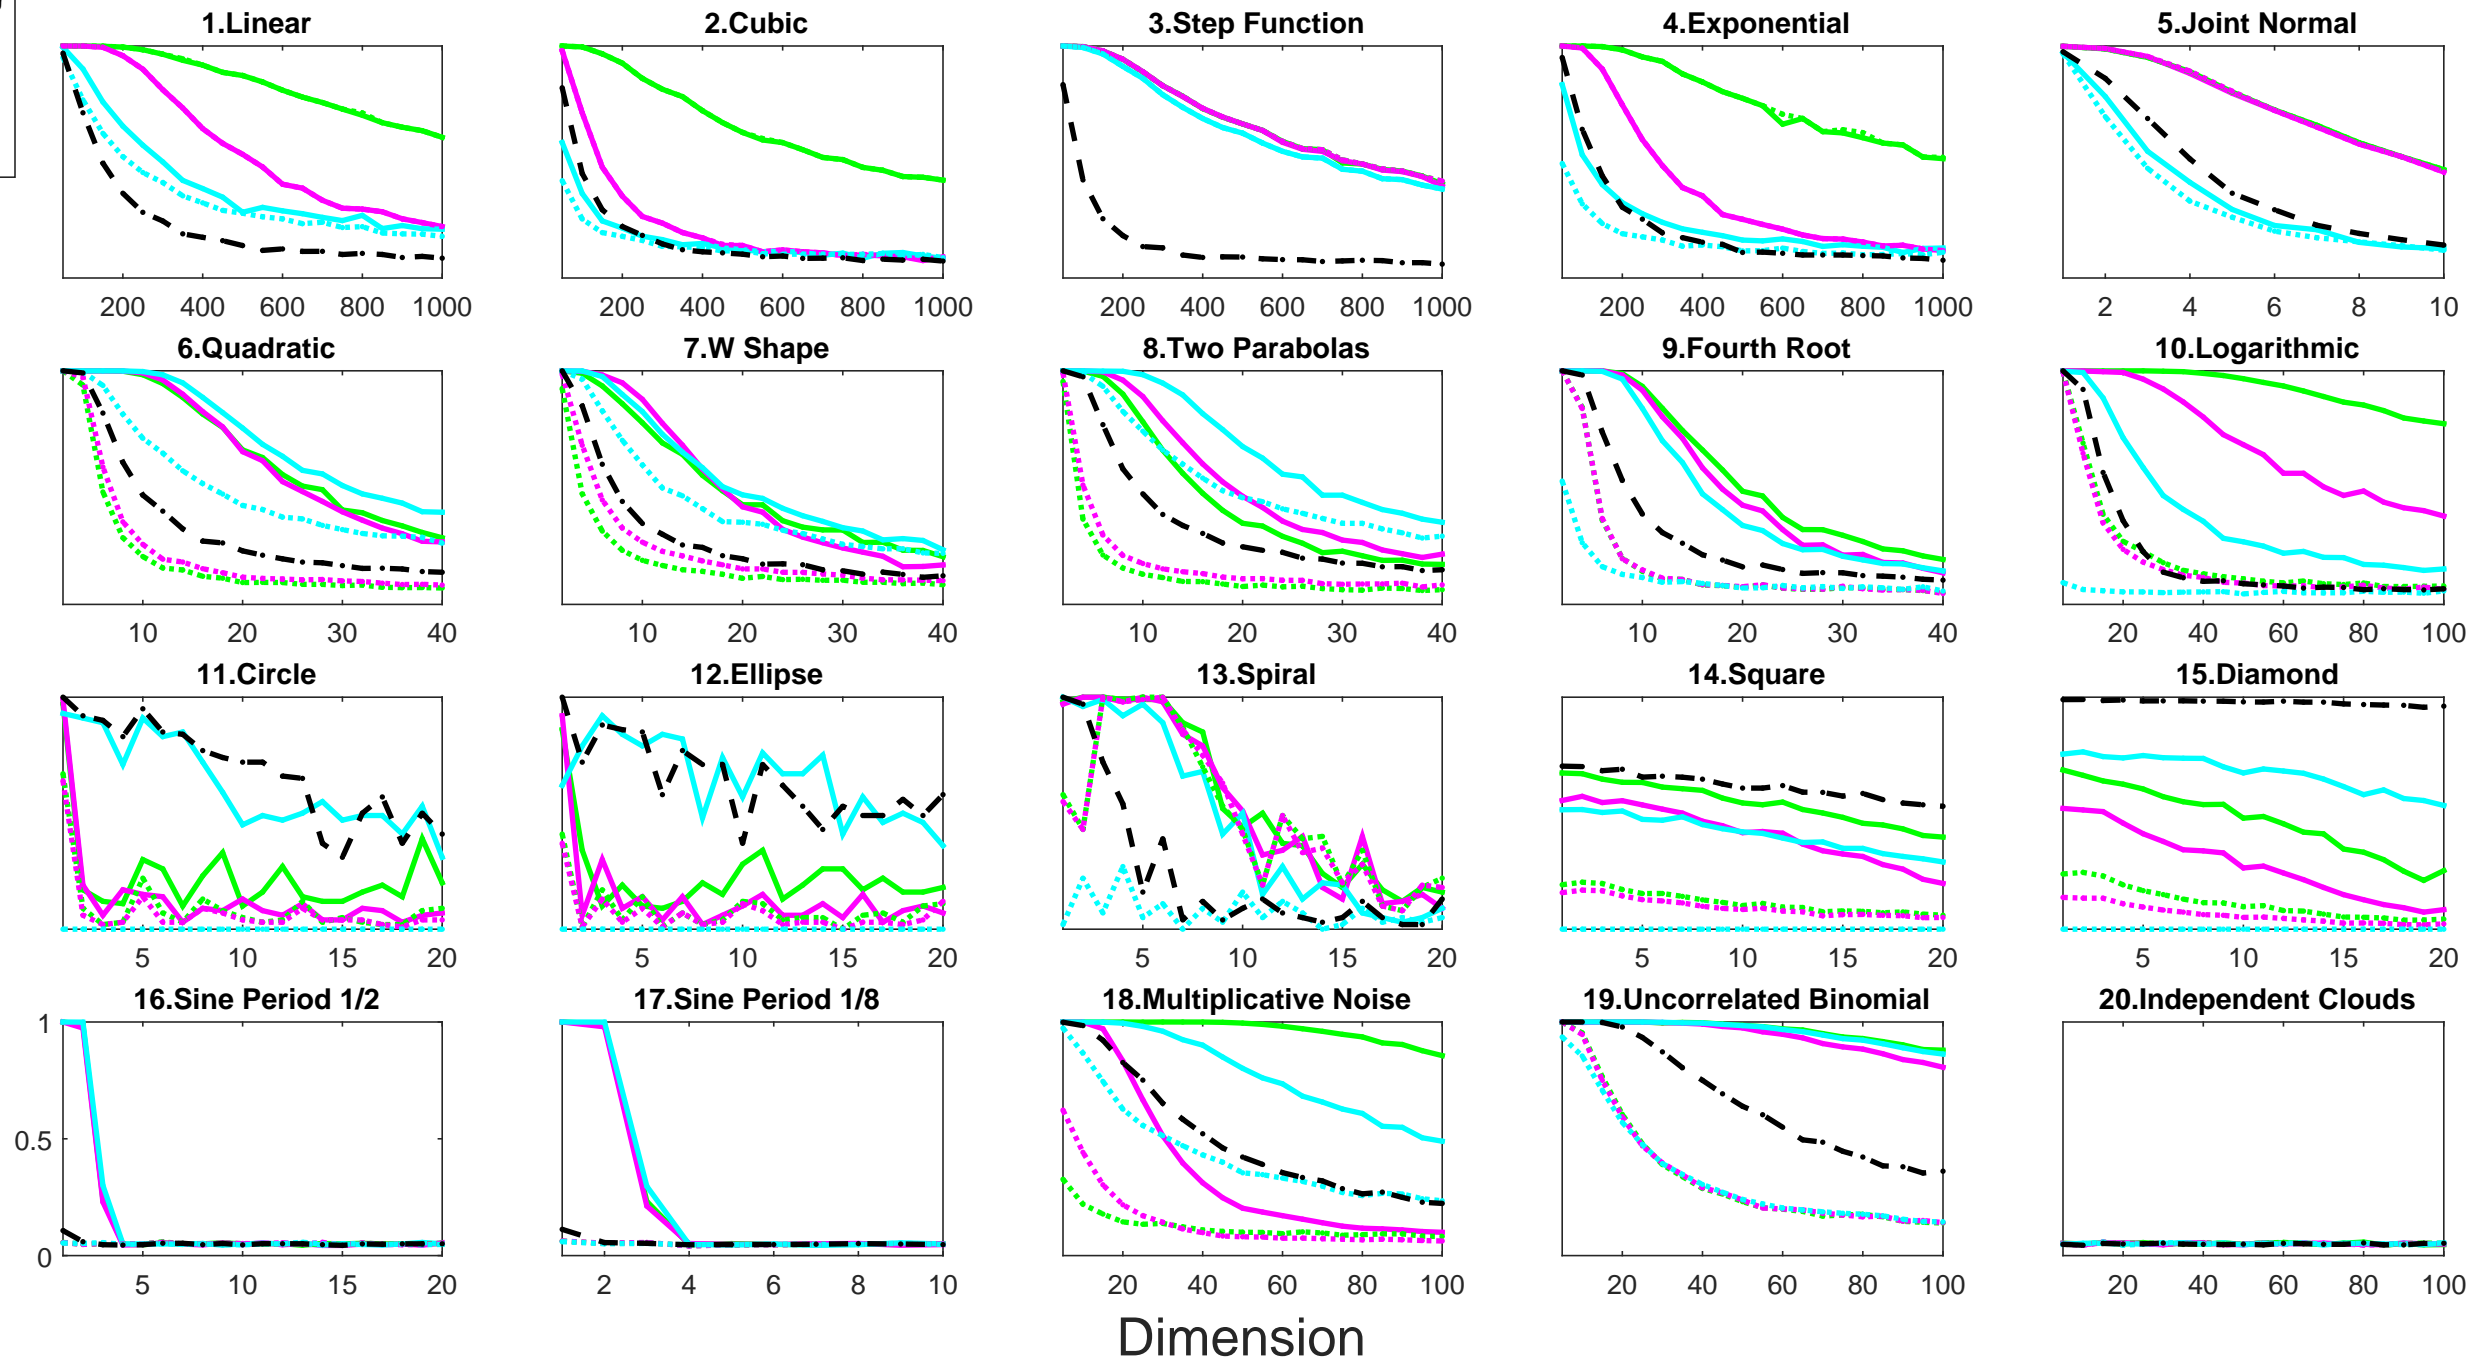 1.Linear 2.Cubic 3.Step Function 4.Exponential 5.Joint Normal
200 400 600 800 1000 200 400 600 800 1000 200 400 600 800 1000 200 400 600 800 1000 2 4 6 8 10
6.Quadratic 7.W Shape 8.Two Parabolas 9.Fourth Root 10.Logarithmic
10 20 30 40 10 20 30 40 10 20 30 40 10 20 30 40 20 40 60 80 100
11.Circle 12.Ellipse 13.Spiral 14.Square 15.Diamond
5 10 15 20 5 10 15 20 5 10 15 20 5 10 15 20 5 10 15 20
16.Sine Period 1/2 17.Sine Period 1/8 18.Multiplicative Noise 19.Uncorrelated Binomial 20.Independent Clouds
1
0.5
0
5 10 15 20 2 4 6 8 10 20 40 60 80 100 20 40 60 80 100 20 40 60 80 100
Dimension